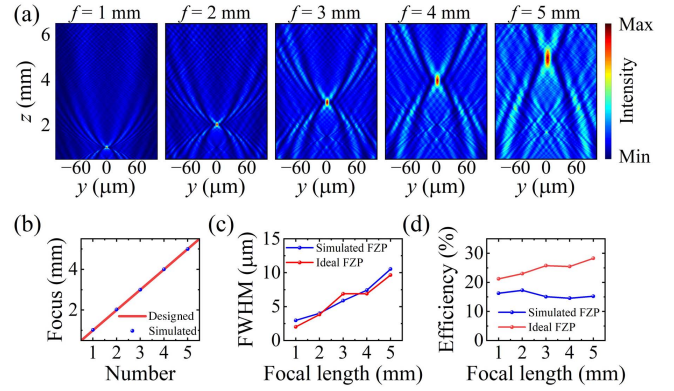 (a) f = 1 mm f = 2 mm f = 3 mm f = 4 mm f = 5 mm
6
4
2
z (mm)
−60 0 60 −60 0 60 −60 0 60 −60 0 60 −60 0 60
y (μm) y (μm) y (μm) y (μm) y (μm)
Max
Intensity
Min
(b)
Focus (mm)
4
2
Designed
Simulated
1 2 3 4 5
Number
(c)
FWHM (μm)
15
10
5
0
Simulated FZP
Ideal FZP
1 2 3 4 5
Focal length (mm)
(d)
Efficiency (%)
30
20
10
0
Simulated FZP
Ideal FZP
1 2 3 4 5
Focal length (mm)